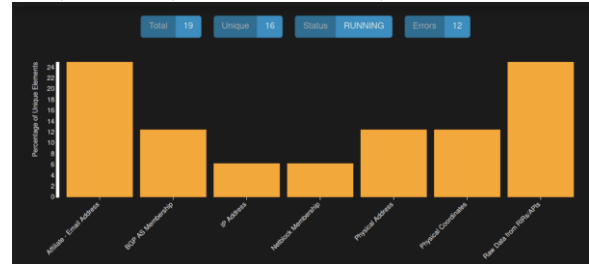 Total 19 Unique 16 Status RUNNING Errors 12
Percentage of Unique Elements
24
22
20
18
16
14
12
10
8
6
4
2
0
Affiliate - Email Address
BGP AS Membership
IP Address
Netblock Membership
Physical Address
Physical Coordinates
Raw Data from RIRs/APIs